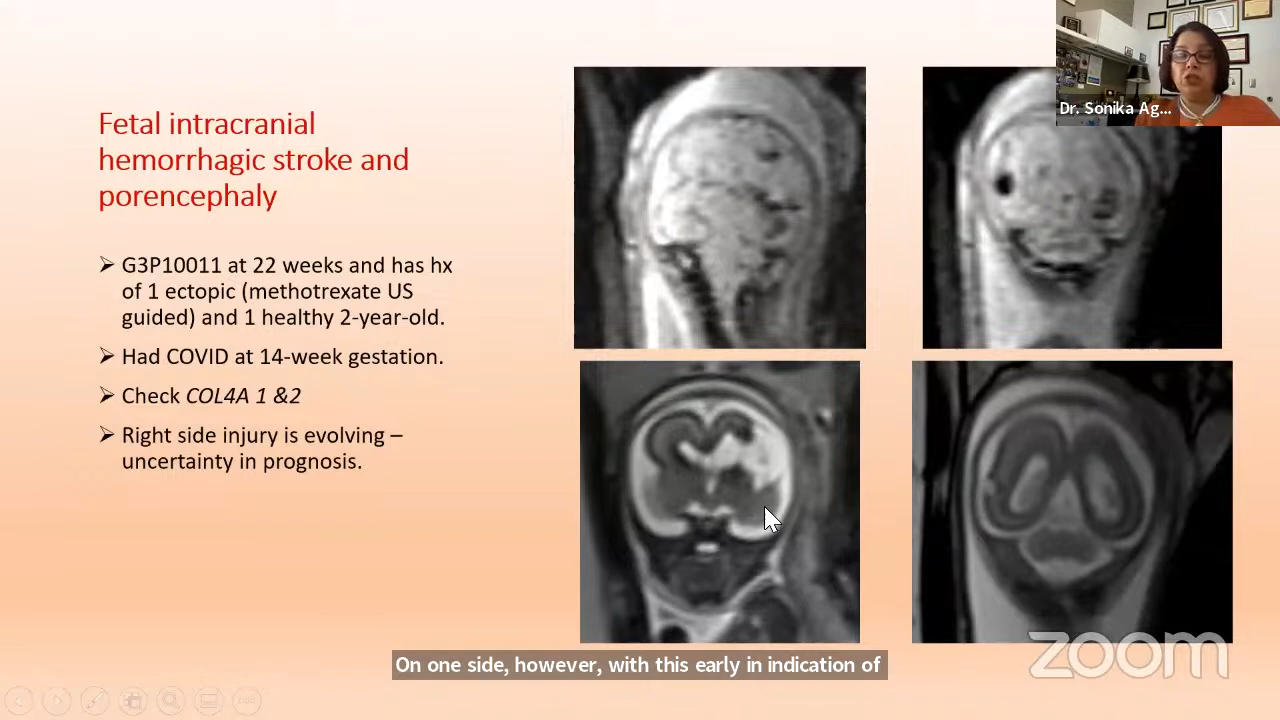 Dr. Sonika Ag...
Fetal intracranial
hemorrhagic stroke and
porencephaly
G3P10011 at 22 weeks and has hx
of 1 ectopic (methotrexate US
guided) and 1 healthy 2-year-old.
Had COVID at 14-week gestation.
Check COL4A 1 &2
Right side injury is evolving –
uncertainty in prognosis.
On one side, however, with this early in indication of
zoom